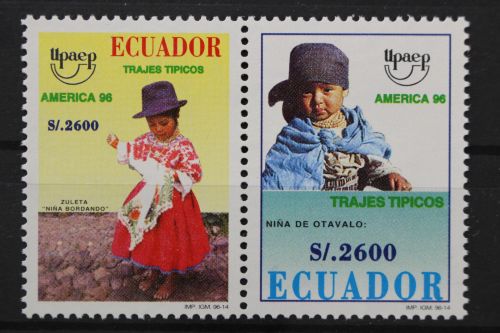 upaep
ECUADOR
TRAJES TIPICOS
AMERICA 96
S/.2600
ZULETA
"NIÑA BORDANDO"
IMP. IGM. 96-14
upaep
AMERICA 96
TRAJES TIPICOS
NIÑA DE OTAVALO:
S/.2600
ECUADOR
IMP. IGM. 96-14